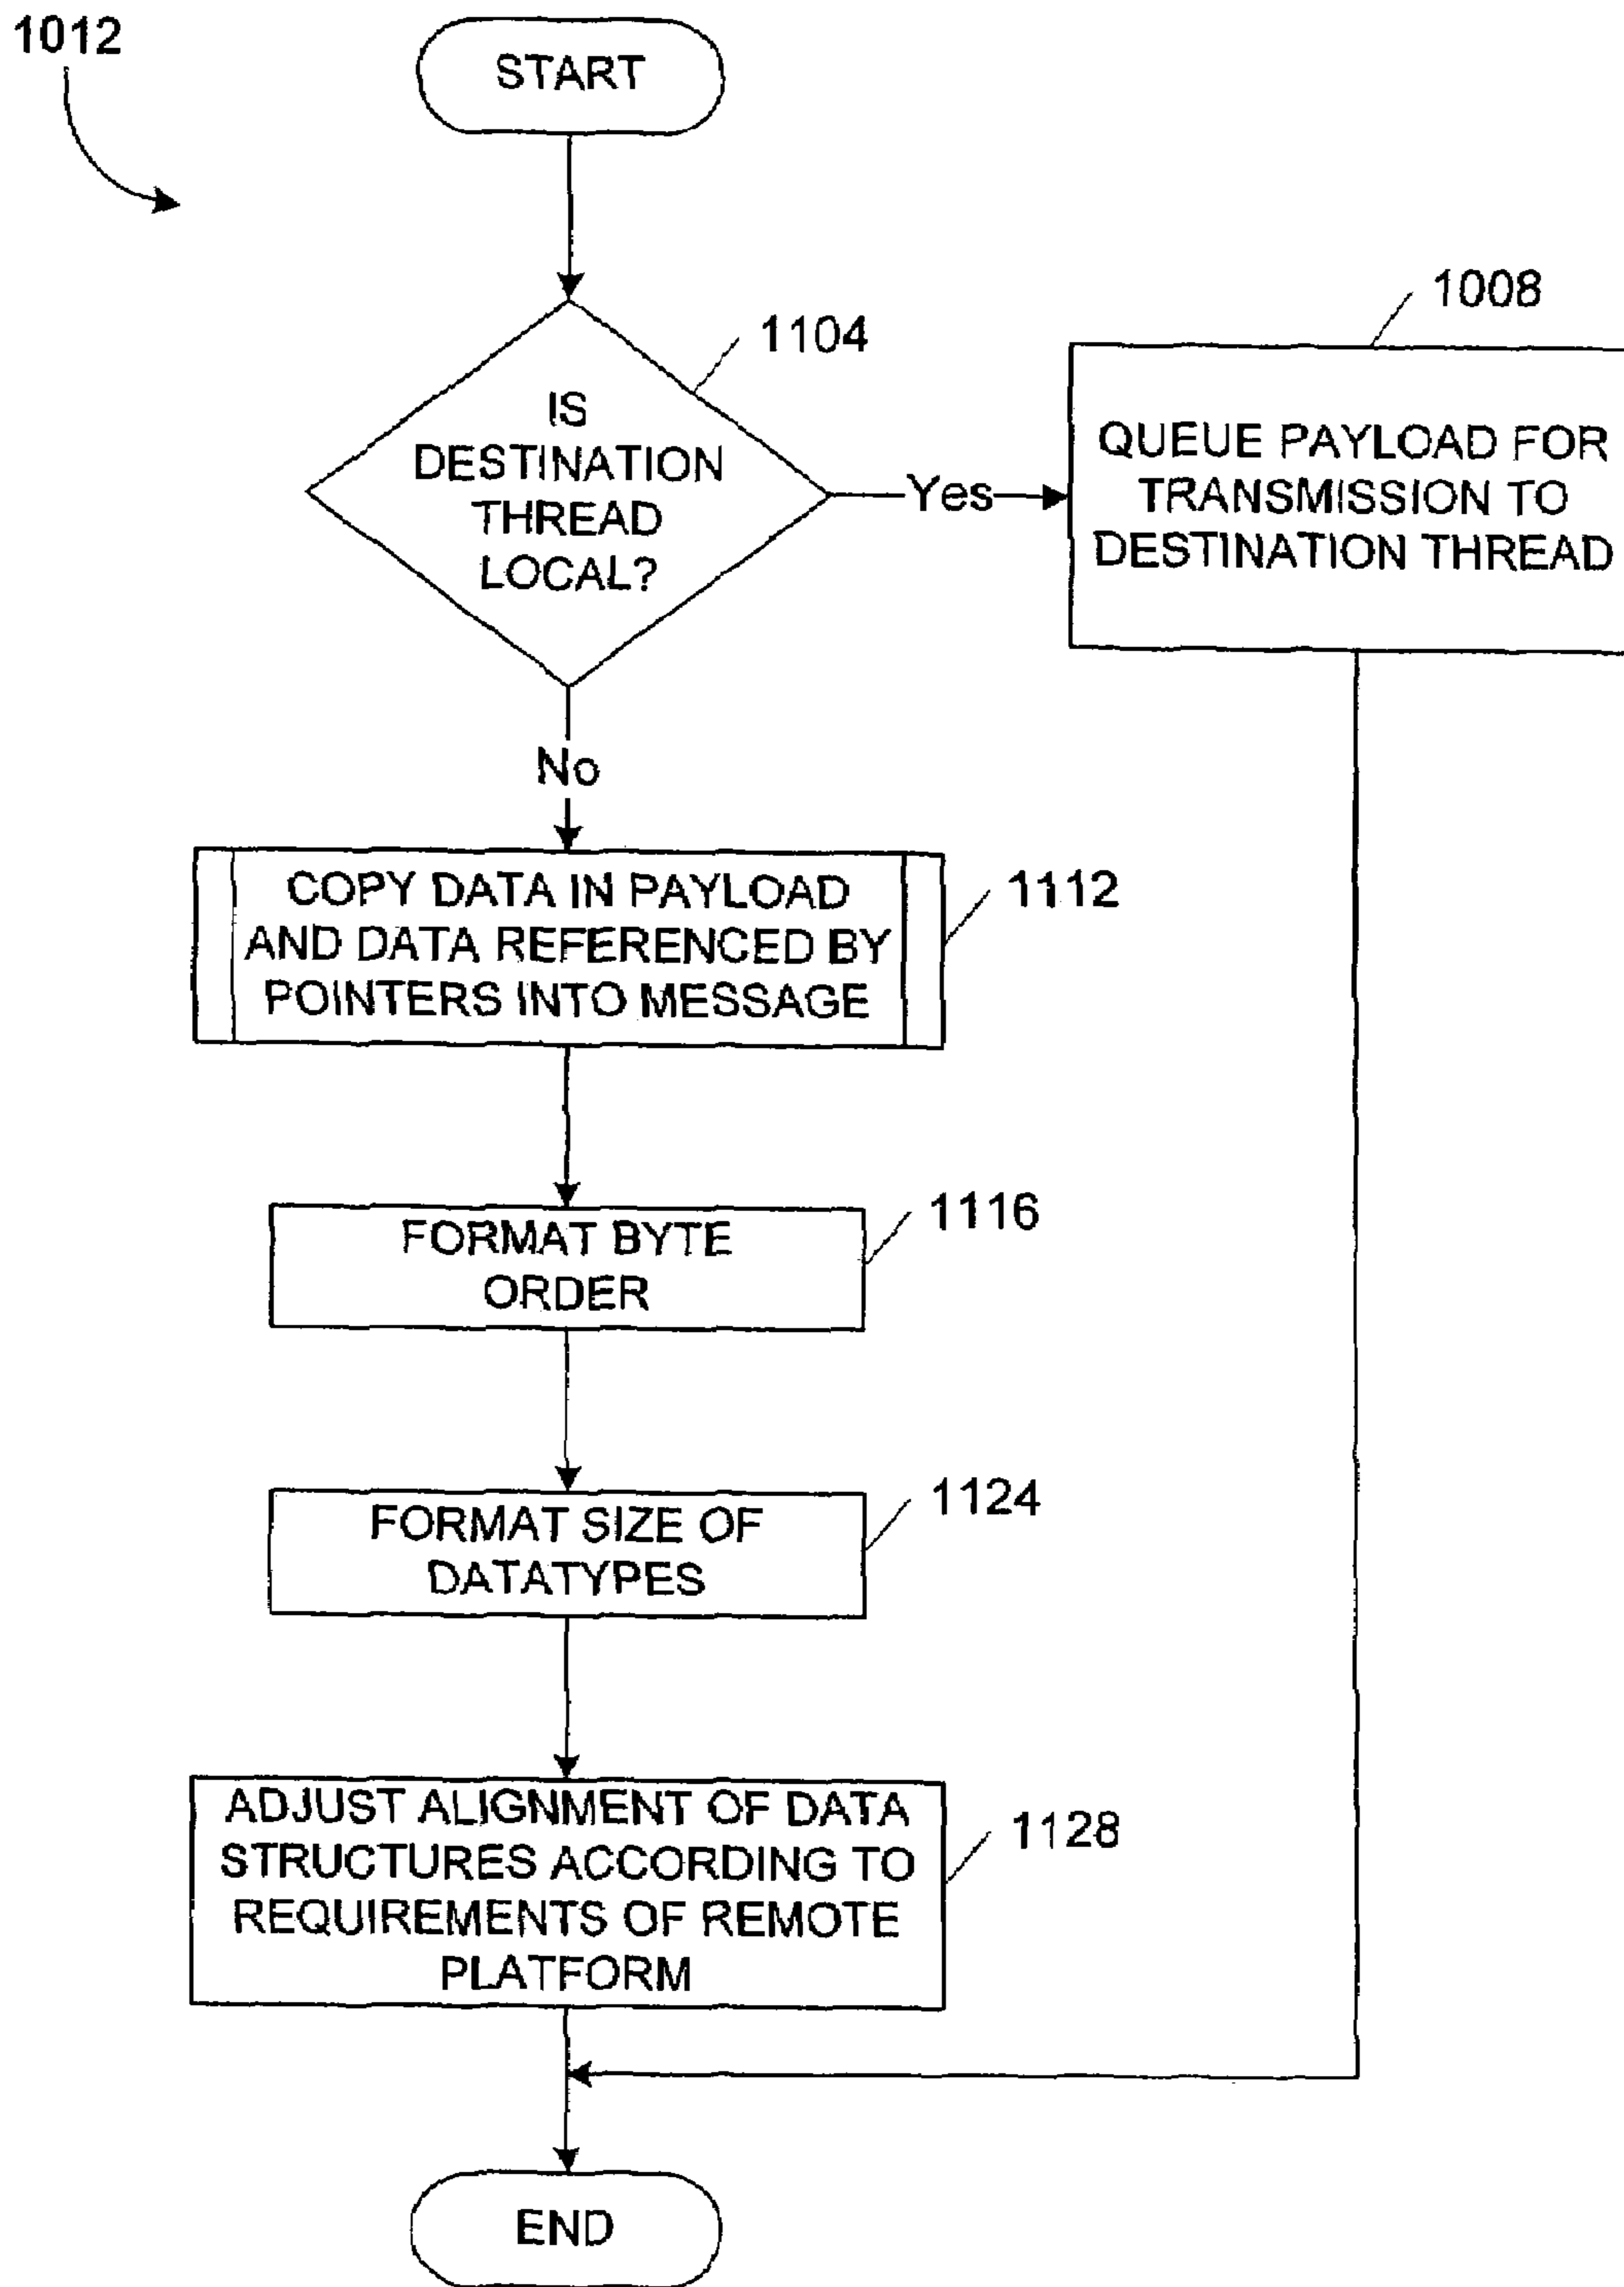 1012
START
1104
IS
DESTINATION
THREAD
LOCAL?
Yes
1008
QUEUE PAYLOAD FOR
TRANSMISSION TO
DESTINATION THREAD
No
COPY DATA IN PAYLOAD
AND DATA REFERENCED BY
POINTERS INTO MESSAGE
1112
FORMAT BYTE
ORDER
1116
FORMAT SIZE OF
DATATYPES
1124
ADJUST ALIGNMENT OF DATA
STRUCTURES ACCORDING TO
REQUIREMENTS OF REMOTE
PLATFORM
1128
END